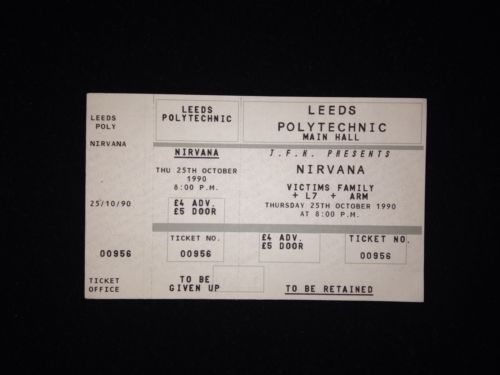 LEEDS
POLY
NIRVANA
25/10/90
00956
TICKET
OFFICE
LEEDS
POLYTECHNIC
NIRVANA
THU 25TH OCTOBER
1990
8:00 P.M.
£4 ADV.
£5 DOOR
TICKET NO.
00956
TO BE
GIVEN UP
LEEDS
POLYTECHNIC
MAIN HALL
J.F.N. PRESENTS
NIRVANA
VICTIMS FAMILY
+ L7 + ARM
THURSDAY 25TH OCTOBER 1990
AT 8:00 P.M.
£4 ADV.
£5 DOOR
TICKET NO.
00956
TO BE RETAINED